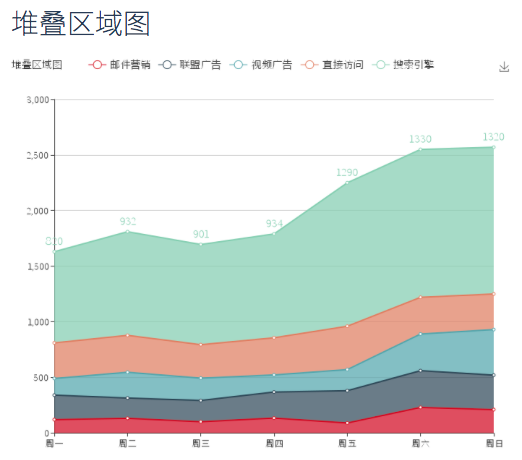 堆叠区域图
堆叠区域图 邮件营销 联盟广告 视频广告 直接访问 搜索引擎
3,000
2,500
2,000
1,500
1,000
500
0
820 932 901 934 1290 1330 1320
周一 周二 周三 周四 周五 周六 周日